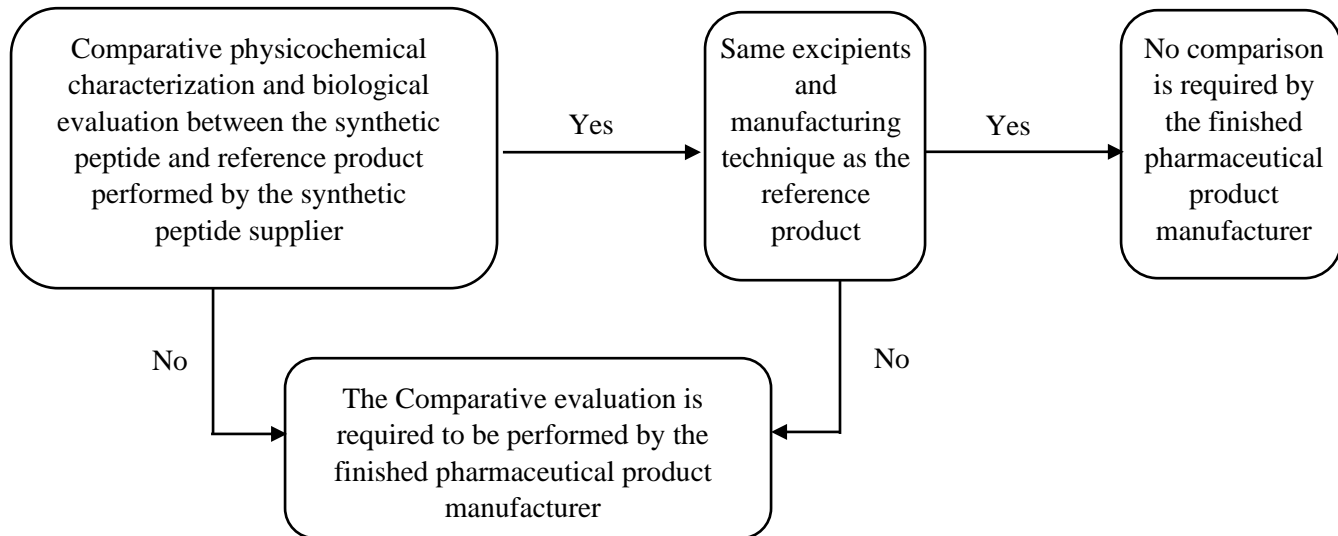 Comparative physicochemical
characterization and biological
evaluation between the synthetic
peptide and reference product
performed by the synthetic
peptide supplier
Yes
Same excipients
and
manufacturing
technique as the
reference
product
Yes
No comparison
is required by
the finished
pharmaceutical
product
manufacturer
No
No
The Comparative evaluation is
required to be performed by the
finished pharmaceutical product
manufacturer